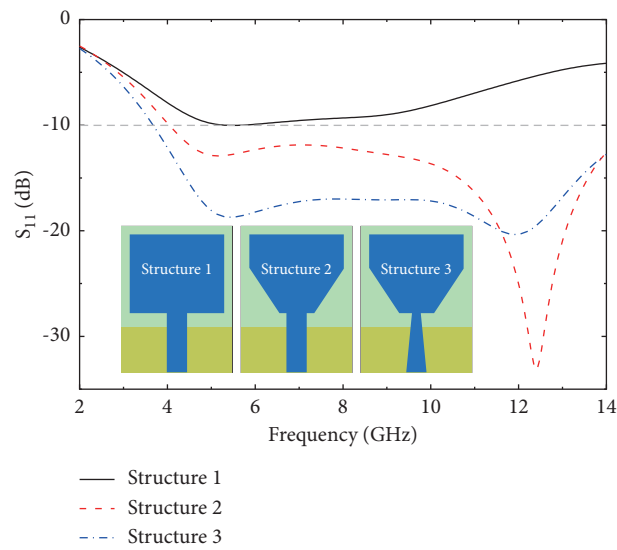 0
-10
-20
-30
S11 (dB)
Structure 1
Structure 2
Structure 3
2
4
6
8
10
12
14
Frequency (GHz)
Structure 1
Structure 2
Structure 3